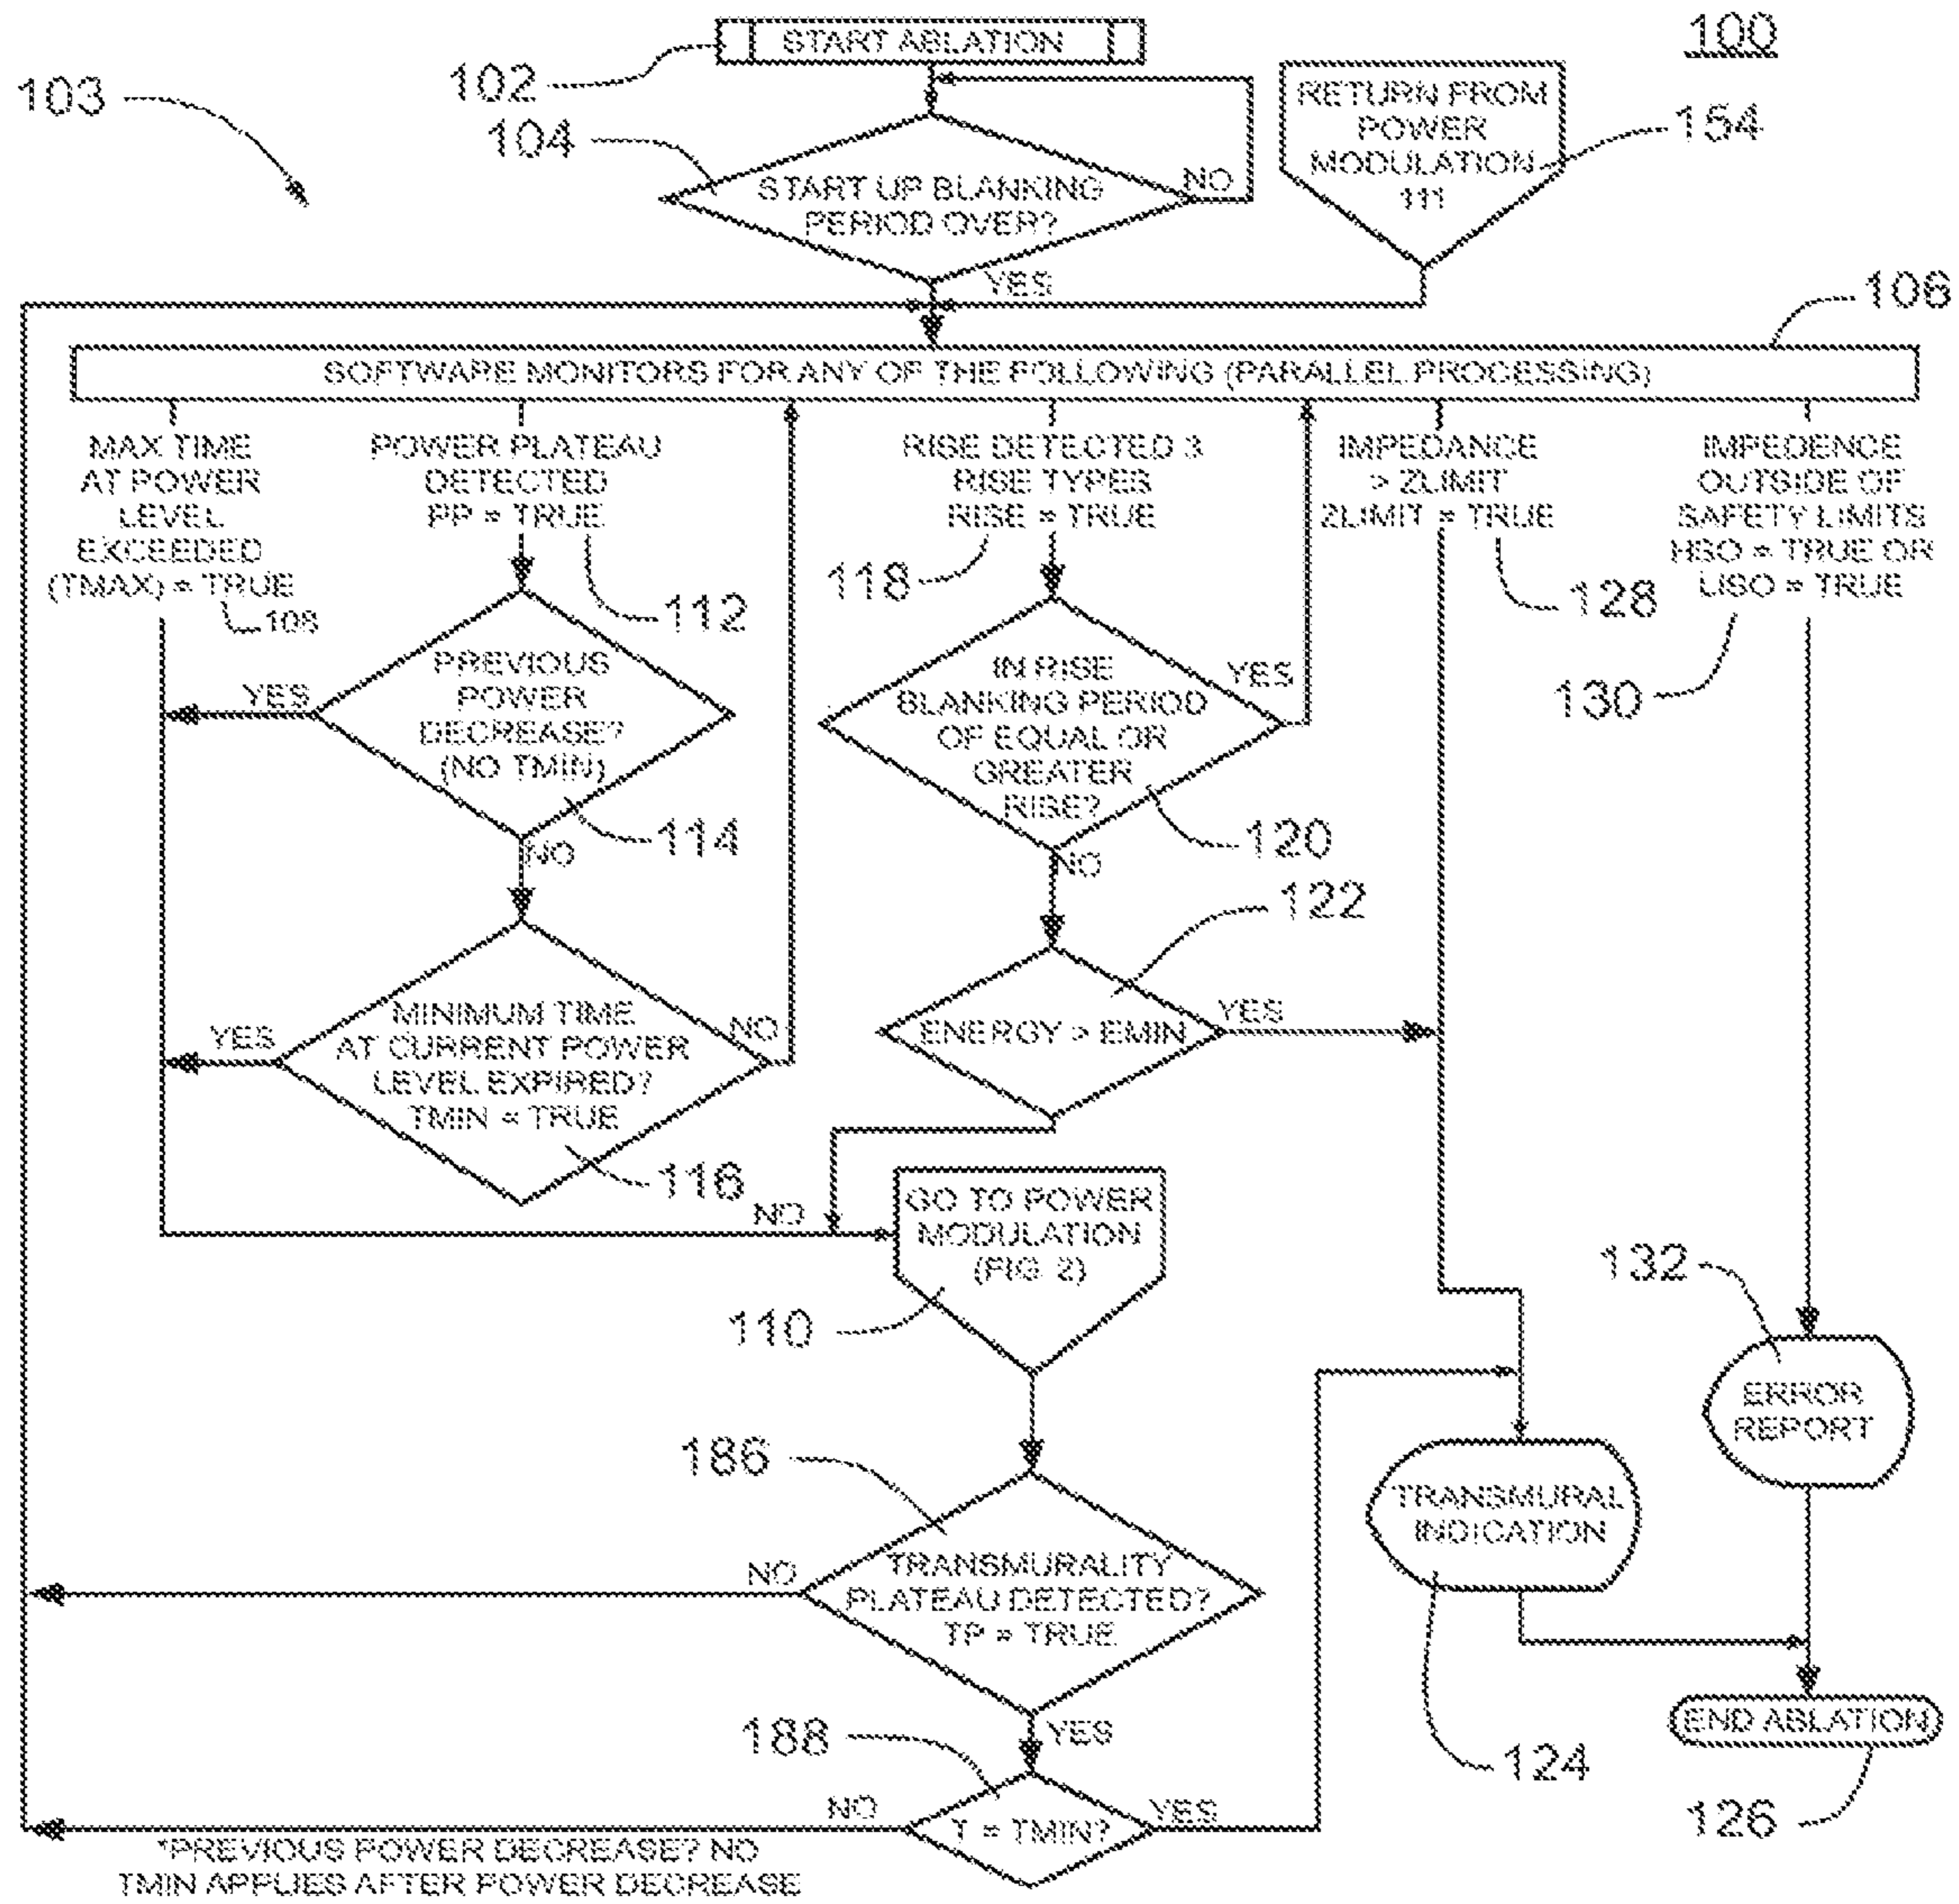 100
START ABLATION
102
103
104
START UP BLANKING
PERIOD OVER?
NO
YES
RETURN FROM
POWER
MODULATION
111
154
106
SOFTWARE MONITORS FOR ANY OF THE FOLLOWING (PARALLEL PROCESSING)
MAX TIME
AT POWER
LEVEL
EXCEEDED
(TMAX) = TRUE
108
POWER PLATEAU
DETECTED
PP = TRUE
112
RISE DETECTED 3
RISE TYPES
RISE = TRUE
118
IMPEDANCE
> ZLIMIT
ZLIMIT = TRUE
128
IMPEDENCE
OUTSIDE OF
SAFETY LIMITS
HSO = TRUE OR
LISO = TRUE
130
PREVIOUS
POWER
DECREASE?
(NO TMIN)
YES
114
NO
IN RISE
BLANKING PERIOD
OF EQUAL OR
GREATER
RISE?
YES
120
NO
122
MINIMUM TIME
AT CURRENT POWER
LEVEL EXPIRED?
TMIN = TRUE
YES
NO
116
ENERGY > EMIN
YES
NO
GO TO POWER
MODULATION
(FIG. 2)
110
132
ERROR
REPORT
186
TRANSMURALITY
PLATEAU DETECTED?
TP = TRUE
NO
YES
TRANSMURAL
INDICATION
124
188
T = TMIN?
NO
YES
END ABLATION
126
*PREVIOUS POWER DECREASE? NO
TMIN APPLIES AFTER POWER DECREASE